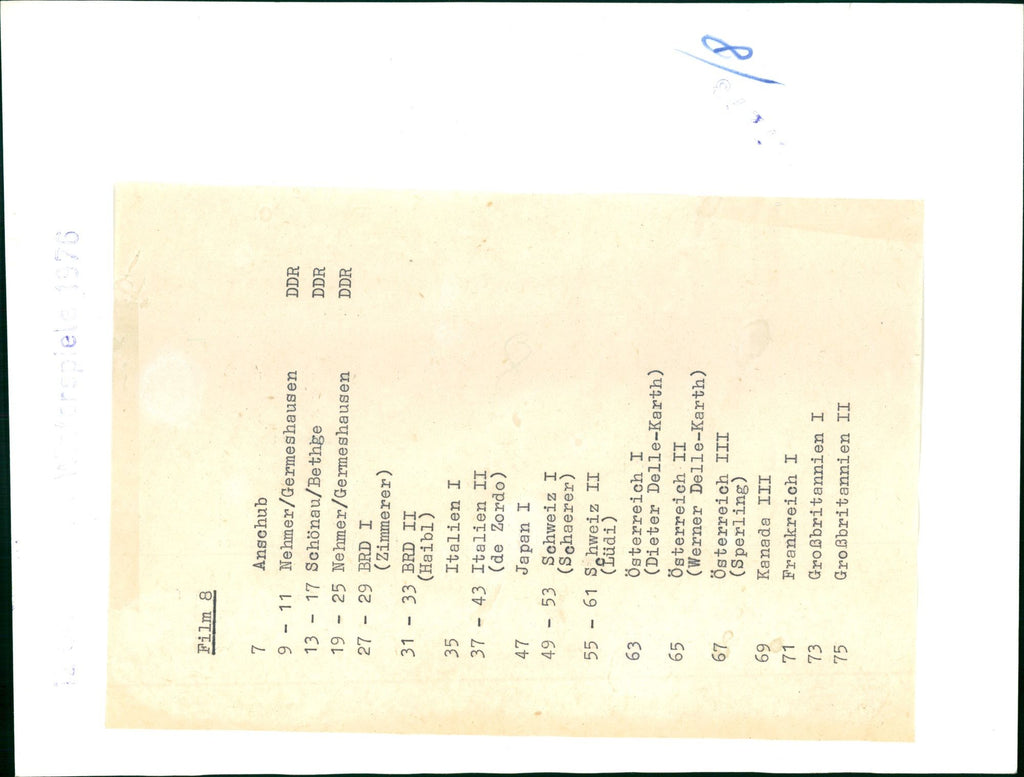 /8
Film 8
7 Anschub
9 - 11 Nehmer/Germeshausen DDR
13 - 17 Schönau/Bethge DDR
19 - 25 Nehmer/Germeshausen DDR
27 - 29 BRD I
(Zimmerer)
31 - 33 BRD II
(Haibl)
35 Italien I
37 - 43 Italien II
(de Zordo)
47 Japan I
49 - 53 Schweiz I
(Schaerer)
55 - 61 Schweiz II
(Lüdi)
63 Österreich I
(Dieter Delle-Karth)
65 Österreich II
(Werner Delle-Karth)
67 Österreich III
(Sperling)
69 Kanada III
71 Frankreich I
73 Großbritannien I
75 Großbritannien II